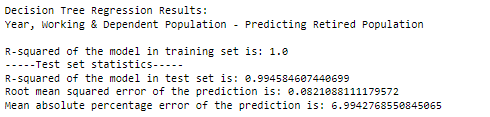 Decision Tree Regression Results:
Year, Working & Dependent Population - Predicting Retired Population
R-squared of the model in training set is: 1.0
-----Test set statistics-----
R-squared of the model in test set is: 0.994584607440699
Root mean squared error of the prediction is: 0.0821088111179572
Mean absolute percentage error of the prediction is: 6.9942768550845065